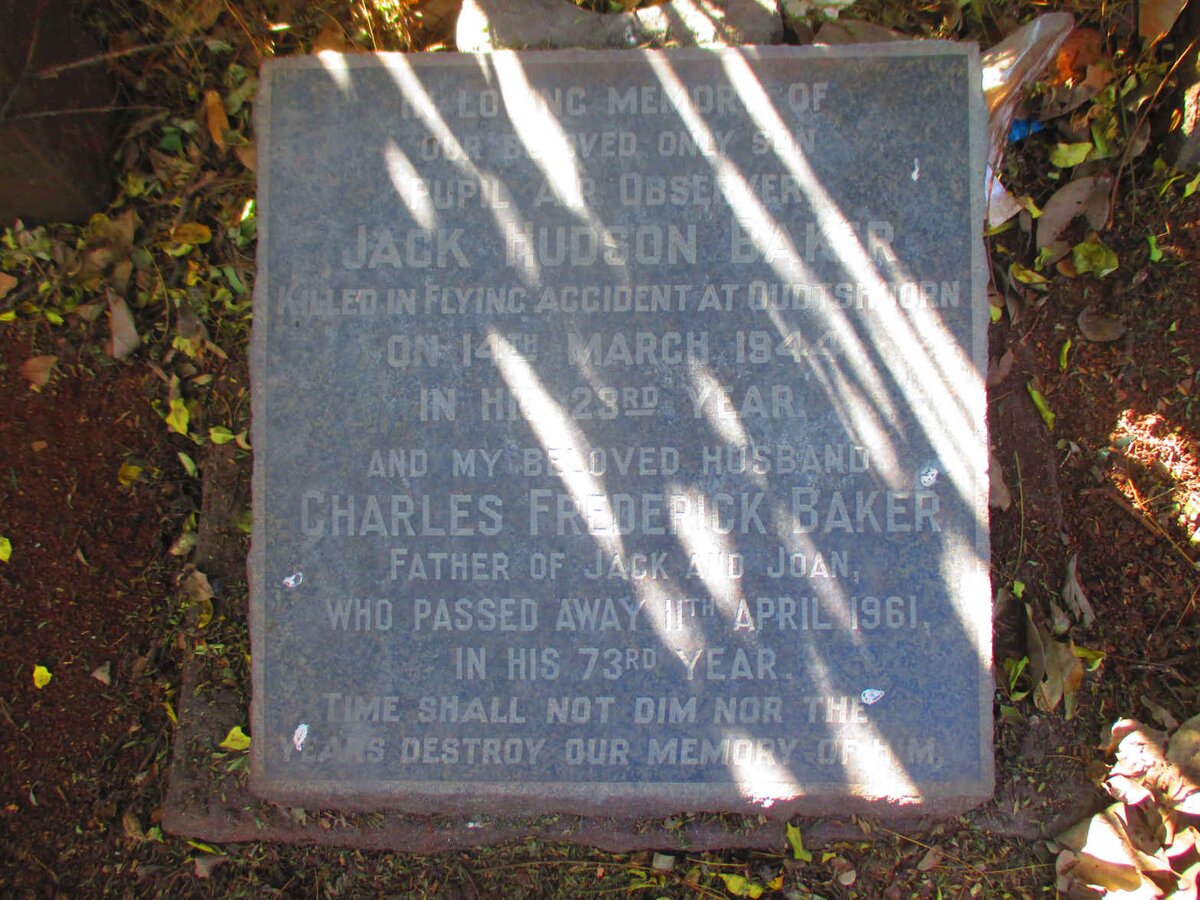 IN LOVING MEMORY OF
OUR BELOVED ONLY SON
PUPIL AIR OBSERVER
JACK HUDSON BAKER
KILLED IN FLYING ACCIDENT AT OUDTSHOORN
ON 14TH MARCH 1944
IN HIS 23RD YEAR.
AND MY BELOVED HUSBAND
CHARLES FREDERICK BAKER
FATHER OF JACK AND JOAN,
WHO PASSED AWAY 11TH APRIL 1961.
IN HIS 73RD YEAR.
TIME SHALL NOT DIM NOR THE
YEARS DESTROY OUR MEMORY OF HIM,